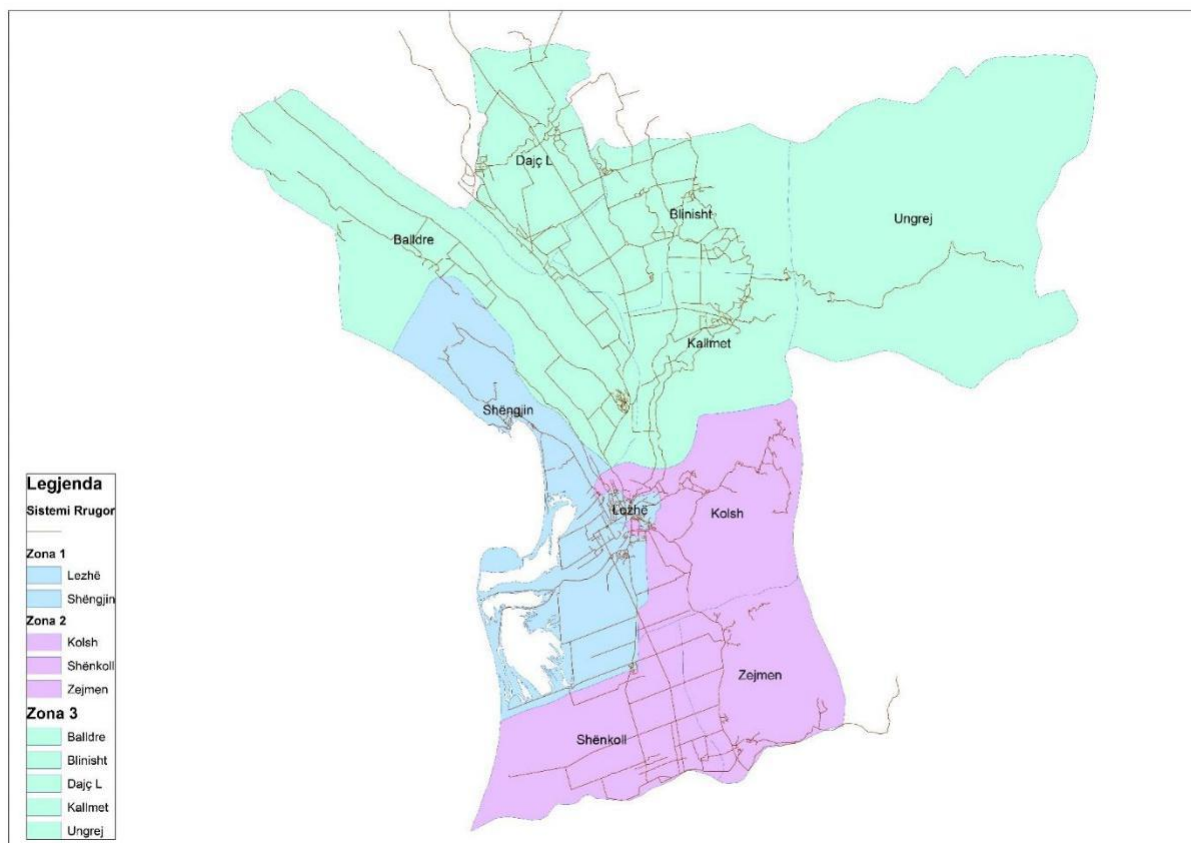 Dajç L
Blinisht
Ungrej
Balldre
Kallmet
Shëngjin
Lezhë
Kolsh
Zejmen
Shënkoll
Legjenda
Sistemi Rrugor
Zona 1
Lezhë
Shëngjin
Zona 2
Kolsh
Shënkoll
Zejmen
Zona 3
Balldre
Blinisht
Dajç L
Kallmet
Ungrej